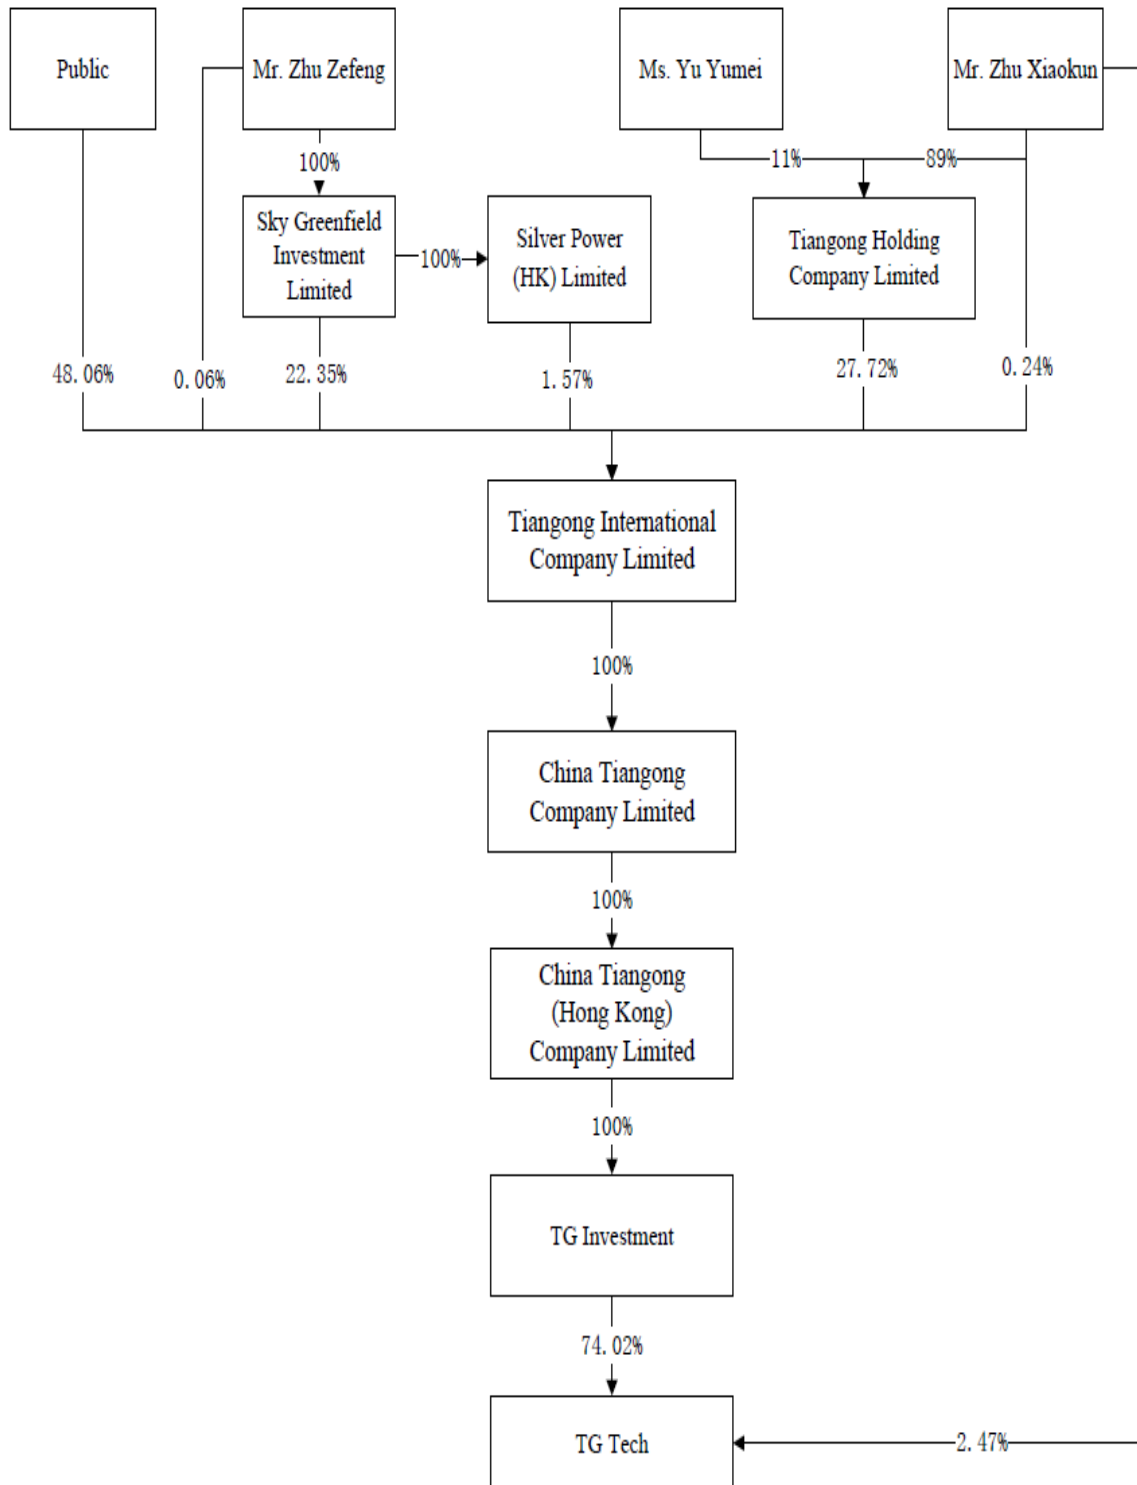 Public
Mr. Zhu Zefeng
Ms. Yu Yumei
Mr. Zhu Xiaokun
100%
11%
89%
Sky Greenfield
Investment
Limited
100%
Silver Power
(HK) Limited
Tiangong Holding
Company Limited
48.06%
0.06%
22.35%
1.57%
27.72%
0.24%
Tiangong International
Company Limited
100%
China Tiangong
Company Limited
100%
China Tiangong
(Hong Kong)
Company Limited
100%
TG Investment
74.02%
TG Tech
2.47%